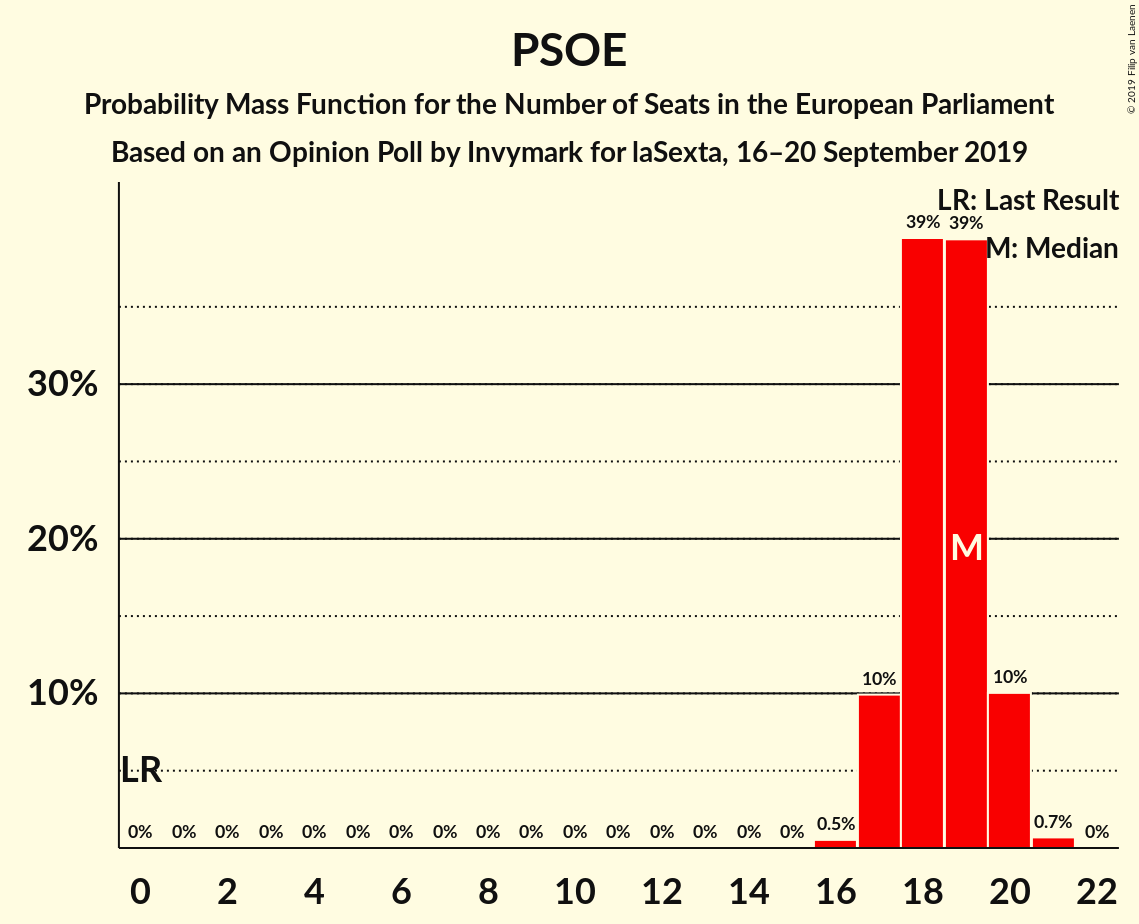 PSOE
Probability Mass Function for the Number of Seats in the European Parliament
Based on an Opinion Poll by Invymark for laSexta, 16–20 September 2019
© 2019 Filip van Laenen
LR: Last Result
M: Median
39% 39%
30%
20%
M
10%
10% 10%
LR
0% 0% 0% 0% 0% 0% 0% 0% 0% 0% 0% 0% 0% 0% 0% 0% 0.5% 0.7% 0%
0 2 4 6 8 10 12 14 16 18 20 22